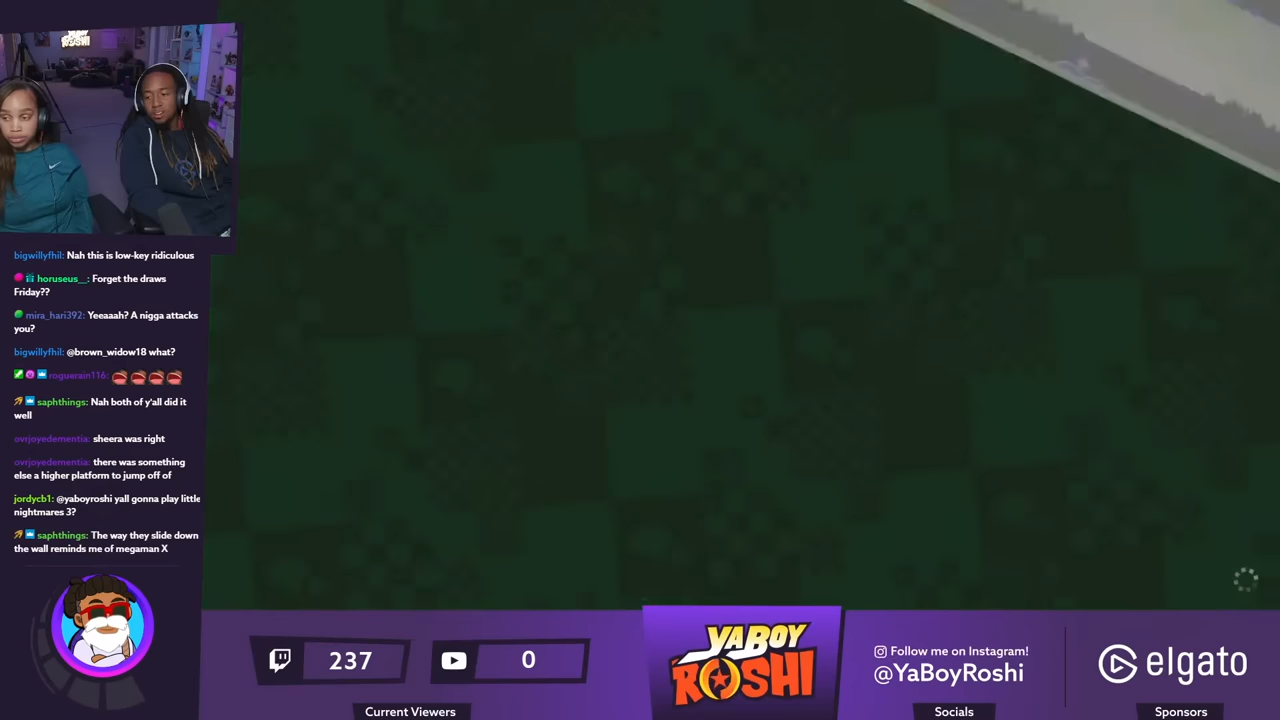 YABOY
ROSHI
bigwillyfhil: Nah this is low-key ridiculous
horuseus__: Forget the draws
Friday??
mira_hari392: Yeeaaah? A nigga attacks
you?
bigwillyfhil: @brown_widow18 what?
roguerain116:
saphthings: Nah both of y'all did it
well
ovrjoyedementia: sheera was right
ovrjoyedementia: there was something
else a higher platform to jump off of
jordycb1: @yaboyroshi yall gonna play little
nightmares 3?
saphthings: The way they slide down
the wall reminds me of megaman X
237
0
Current Viewers
YABOY
ROSHI
Follow me on Instagram!
@YaBoyRoshi
Socials
elgato
Sponsors